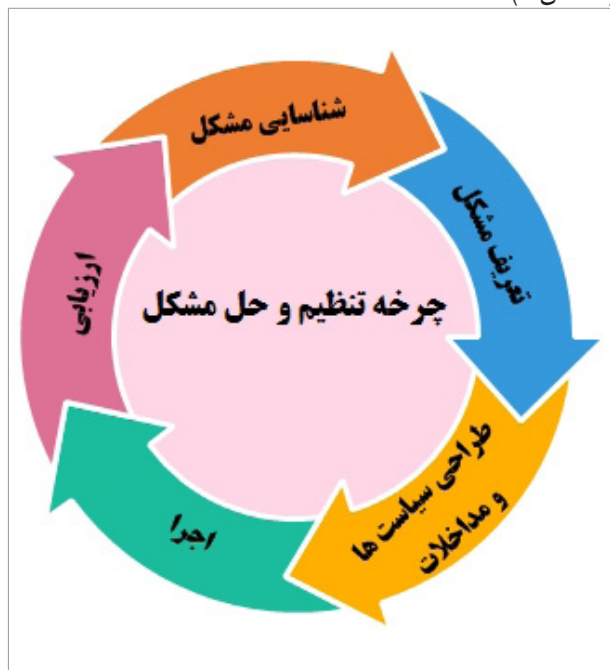 شناسایی مشکل
تعریف مشکل
طراحی سیاست ها
و مداخلات
اجرا
ارزیابی
چرخه تنظیم و حل مشکل